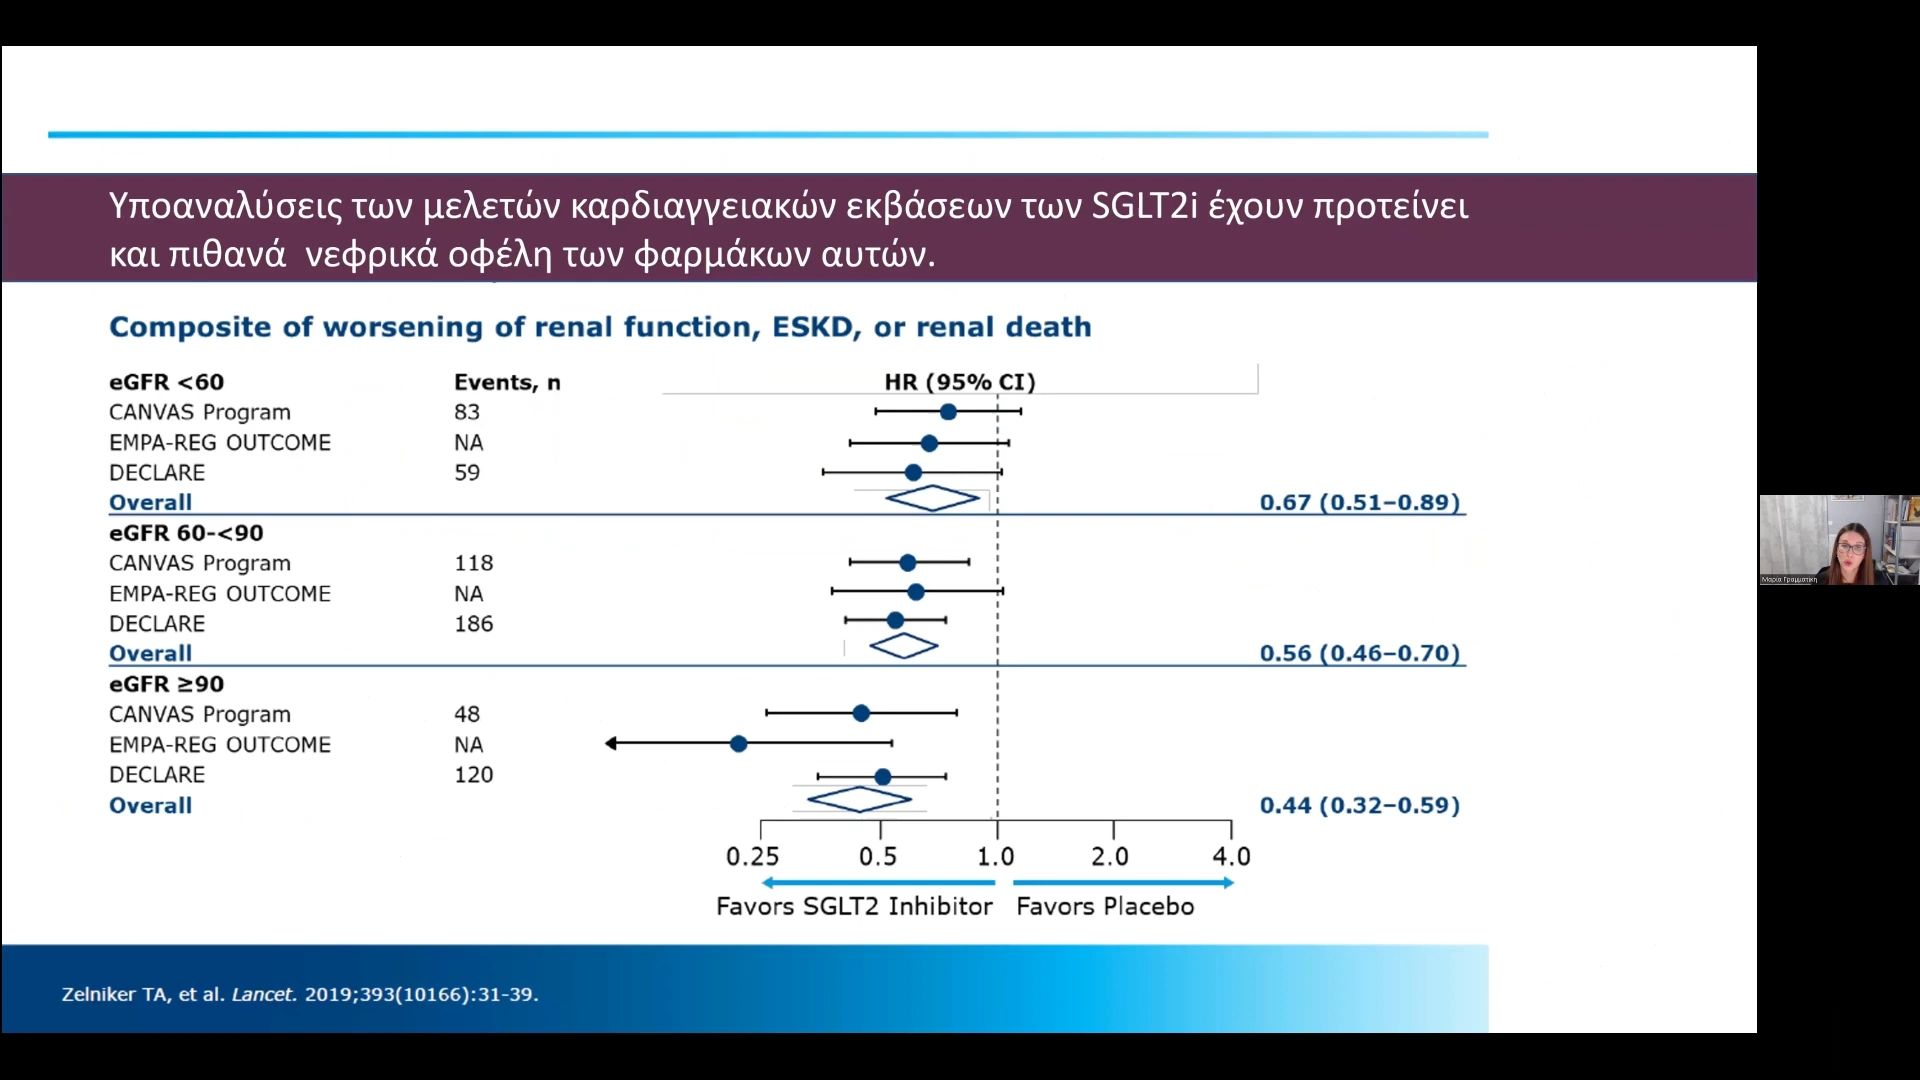 Υποαναλύσεις των μελετών καρδιαγγειακών εκβάσεων των SGLT2i έχουν προτείνει
και πιθανά  νεφρικά οφέλη των φαρμάκων αυτών.
Composite of worsening of renal function, ESKD, or renal death
eGFR <60 Events, n HR (95% CI)
CANVAS Program 83
EMPA-REG OUTCOME NA
DECLARE 59
Overall 0.67 (0.51–0.89)
eGFR 60-<90
CANVAS Program 118
EMPA-REG OUTCOME NA
DECLARE 186
Overall 0.56 (0.46–0.70)
eGFR ≥90
CANVAS Program 48
EMPA-REG OUTCOME NA
DECLARE 120
Overall 0.44 (0.32–0.59)
0.25 0.5 1.0 2.0 4.0
Favors SGLT2 Inhibitor Favors Placebo
Zelniker TA, et al. Lancet. 2019;393(10166):31-39.
Μαρία Γραμματίκη